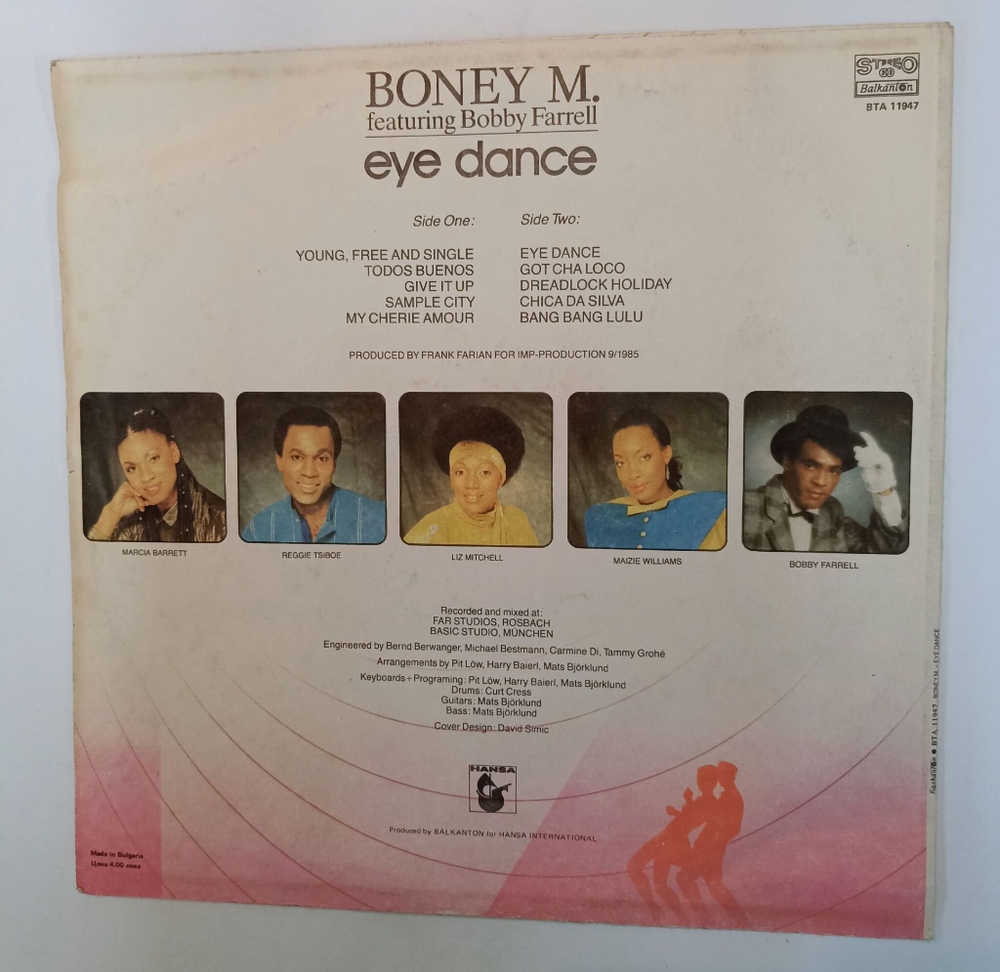 BONEY M.
featuring Bobby Farrell
eye dance
STEREO
Balkanton
BTA 11947
Side One:
YOUNG, FREE AND SINGLE
TODOS BUENOS
GIVE IT UP
SAMPLE CITY
MY CHERIE AMOUR
Side Two:
EYE DANCE
GOT CHA LOCO
DREADLOCK HOLIDAY
CHICA DA SILVA
BANG BANG LULU
PRODUCED BY FRANK FARIAN FOR IMP-PRODUCTION 9/1985
MARCIA BARRETT
REGGIE TSIBOE
LIZ MITCHELL
MAIZIE WILLIAMS
BOBBY FARRELL
Recorded and mixed at:
FAR STUDIOS, ROSBACH
BASIC STUDIO, MÜNCHEN
Engineered by Bernd Berwanger, Michael Bestmann, Carmine Di, Tammy Grohé
Arrangements by Pit Löw, Harry Baierl, Mats Björklund
Keyboards + Programing: Pit Löw, Harry Baierl, Mats Björklund
Drums: Curt Cress
Guitars: Mats Björklund
Bass: Mats Björklund
Cover Design: David Simic
HANSA
Produced by BALKANTON for HANSA INTERNATIONAL
Made in Bulgaria
Цена 4.00 лева
Balkanton ● BTA 11947 BONEY M. - EYE DANCE